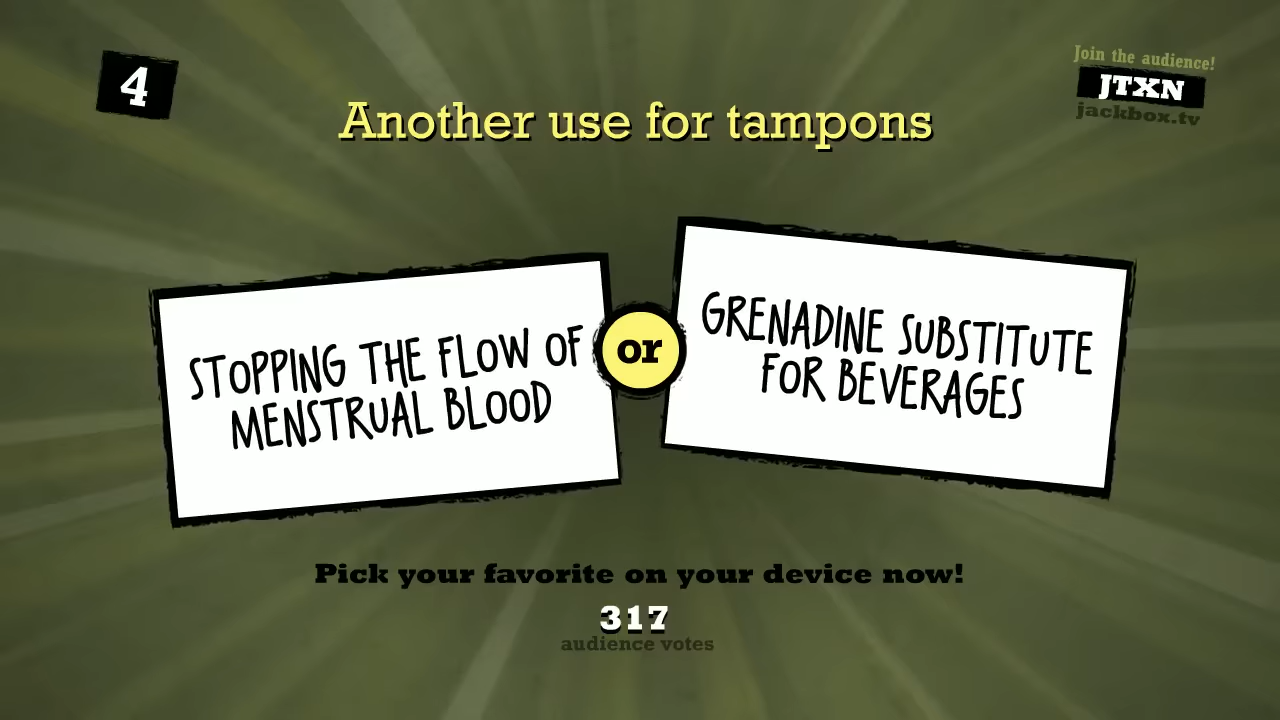 4
Join the audience!
JTXN
jackbox.tv
Another use for tampons
STOPPING THE FLOW OF
MENSTRUAL BLOOD
or
GRENADINE SUBSTITUTE
FOR BEVERAGES
Pick your favorite on your device now!
317
audience votes